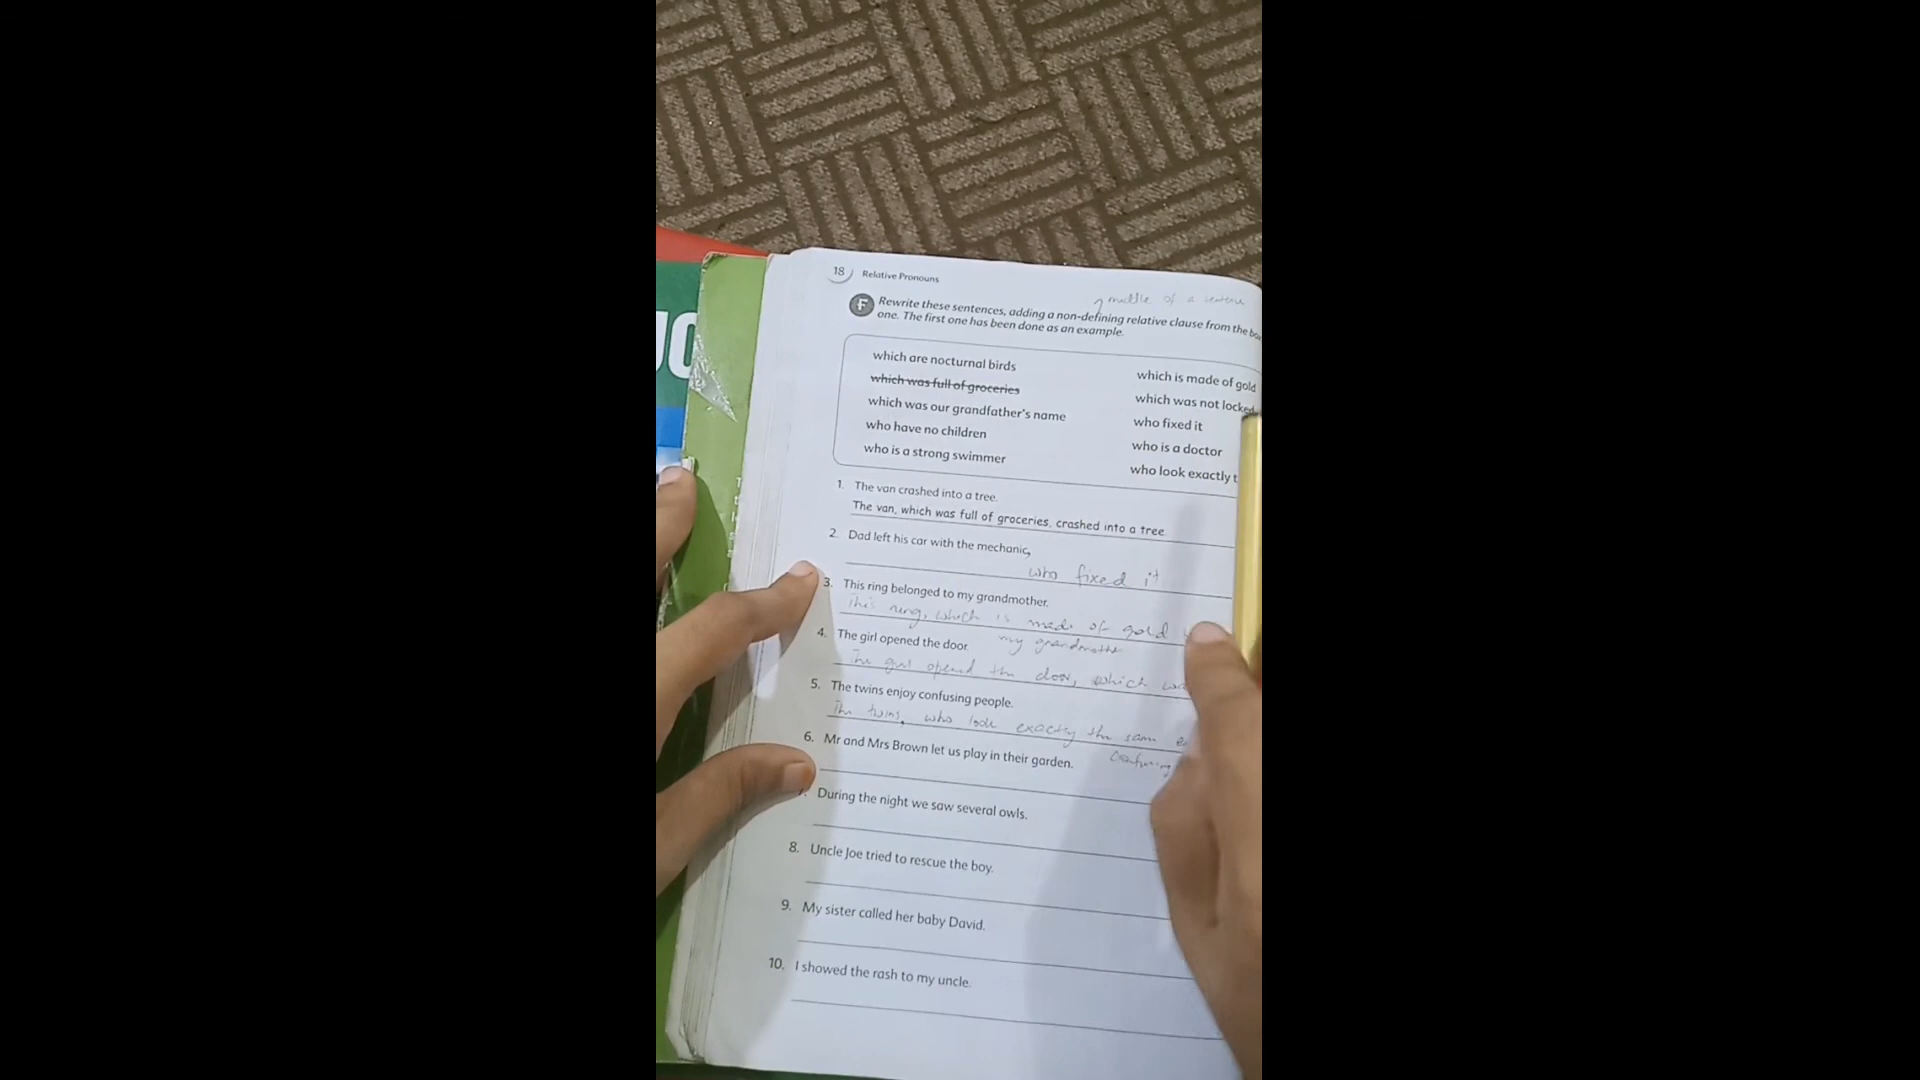 18 Relative Pronouns
middle of a sentence
F Rewrite these sentences, adding a non-defining relative clause from the
one. The first one has been done as an example.
which are nocturnal birds
which was full of groceries
which was our grandfather's name
who have no children
who is a strong swimmer
which is made of gold
which was not locked
who fixed it
who is a doctor
who look exactly
1. The van crashed into a tree.
The van, which was full of groceries, crashed into a tree
2. Dad left his car with the mechanic,
who fixed it
3. This ring belonged to my grandmother.
This ring, which is made of gold
my grandmother
4. The girl opened the door.
The girl opened the door, which
5. The twins enjoy confusing people.
The twins, who look exactly the same
confusing
6. Mr and Mrs Brown let us play in their garden.
During the night we saw several owls.
8. Uncle Joe tried to rescue the boy.
9. My sister called her baby David.
10. I showed the rash to my uncle.